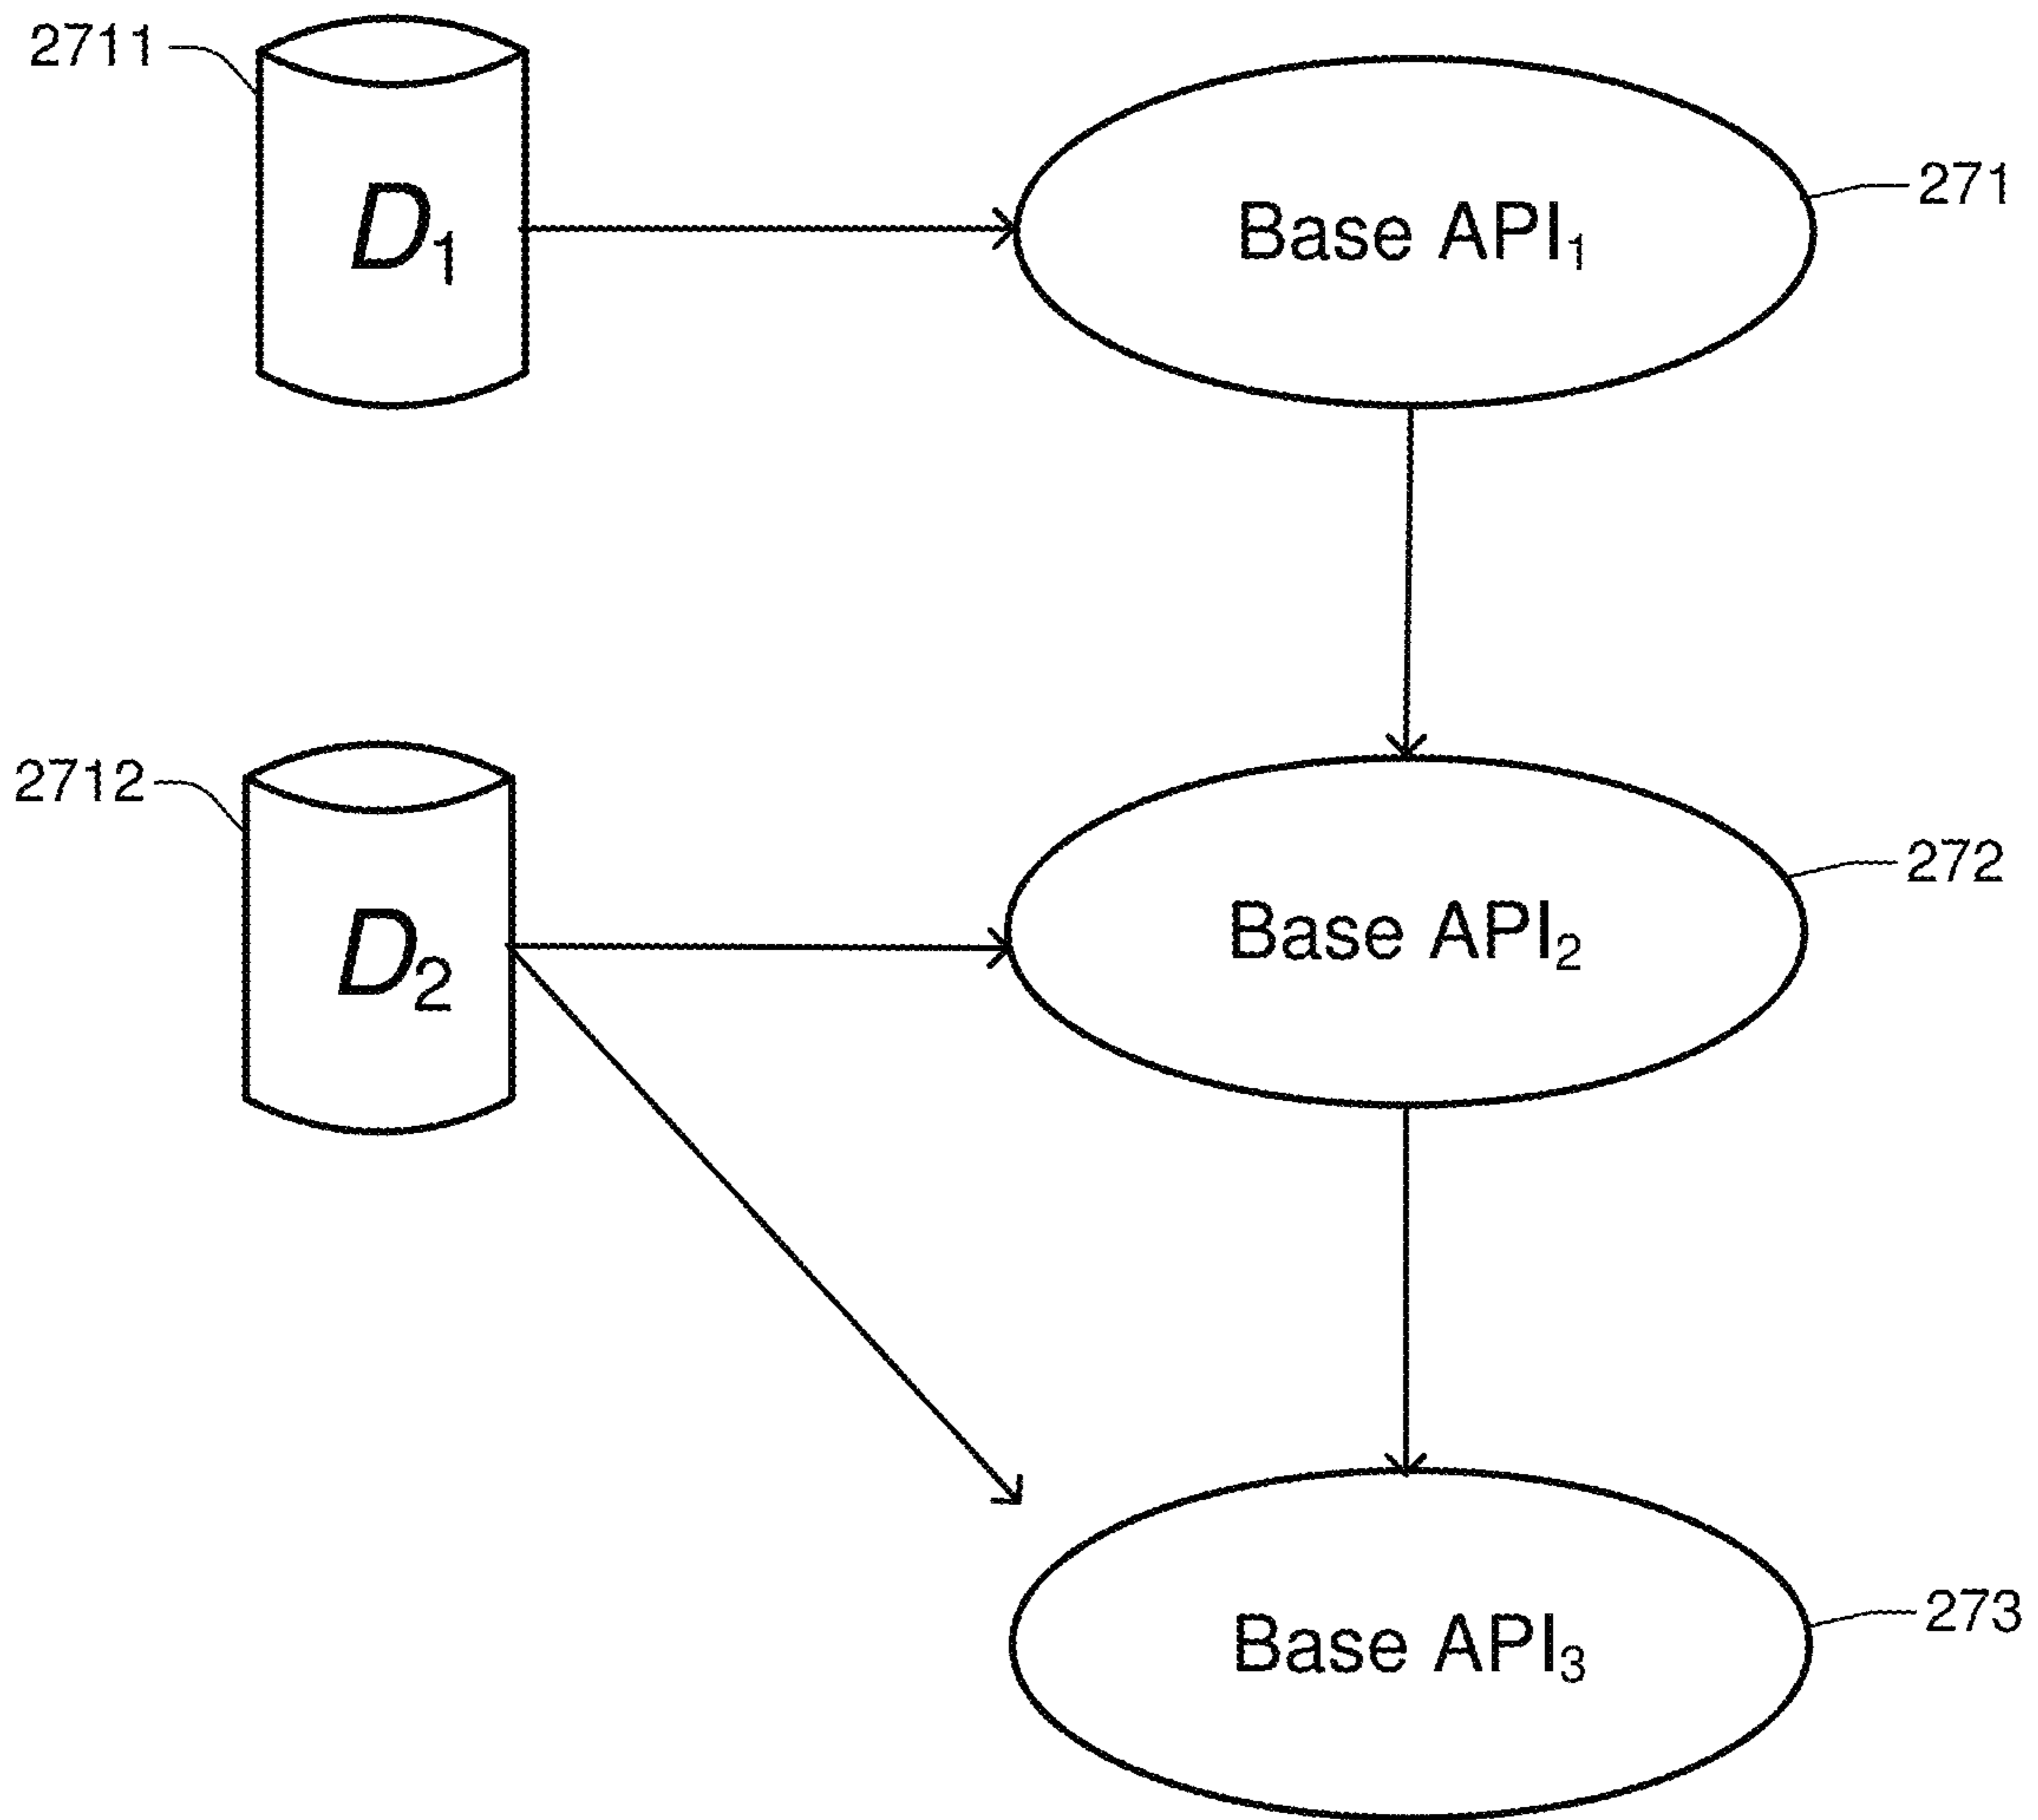 2711
D₁
Base API₁
271
2712
D₂
Base API₂
272
Base API₃
273